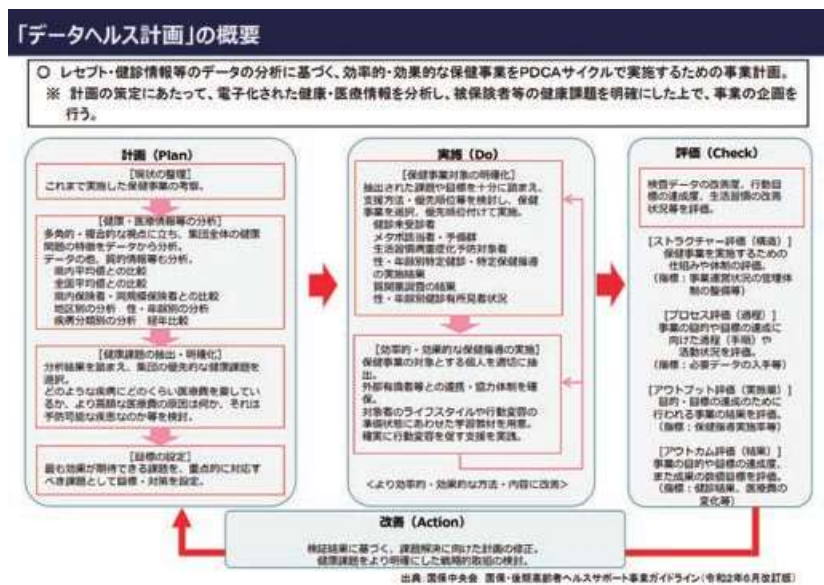 「データヘルス計画」の概要
○ レセプト・健診情報等のデータの分析に基づく、効率的・効果的な保健事業をPDCAサイクルで実施するための事業計画。
※ 計画の策定にあたって、電子化された健康・医療情報を分析し、被保険者等の健康課題を明確にした上で、事業の企画を
行う。
計画（Plan）
[現状の整理]
これまで実施した保健事業の考察。
[健康・医療情報等の分析]
多角的・複合的な視点に立ち、集団全体の健康
問題の特徴をデータから分析。
データの他、質的情報等も分析。
県内平均値との比較
全国平均値との比較
県内保険者・同規模保険者との比較
地区別の分析 性・年齢別の分析
疾病分類別の分析 経年比較
[健康課題の抽出・明確化]
分析結果を踏まえ、集団の優先的な健康課題を
選択。
どのような疾病にどのくらい医療費を要してい
るか、より高額な医療費の原因は何か、それは
予防可能な疾患なのか等を検討。
[目標の設定]
最も効果が期待できる課題を、重点的に対応す
べき課題として目標・対策を設定。
実施（Do）
[保健事業対象の明確化]
抽出された課題や目標を十分に踏まえ、
支援方法・優先順位等を検討し、保健
事業を選択、優先順位付けて実施。
健診未受診者
メタボ該当者・予備群
生活習慣病重症化予防対象者
性・年齢別特定健診・特定保健指導
の実施結果
質問票調査の結果
性・年齢別健診有所見者状況
[効率的・効果的な保健指導の実施]
保健事業の対象とする個人を適切に抽
出。
外部有識者等との連携・協力体制を確
保。
対象者のライフスタイルや行動変容の
準備状態にあわせた学習教材を用意。
確実に行動変容を促す支援を実践。
<より効率的・効果的な方法・内容に改善>
評価（Check）
検査データの改善度、行動目
標の達成度、生活習慣の改善
状況等を評価。
[ストラクチャー評価（構造）]
保健事業を実施するための
仕組みや体制の評価。
（指標：事業運営状況の管理体
制の整備等）
[プロセス評価（過程）]
事業の目的や目標の達成に
向けた過程（手順）や
活動状況を評価。
（指標：必要データの入手等）
[アウトプット評価（実施量）]
目的・目標の達成のために
行われる事業の結果を評価。
（指標：保健指導実施率等）
[アウトカム評価（結果）]
事業の目的や目標の達成度、
また成果の数値目標を評価。
（指標：健診結果、医療費の
変化等）
改善（Action）
検証結果に基づく、課題解決に向けた計画の修正。
健康課題をより明確にした戦略的取組の検討。
出典 国保中央会 国保・後期高齢者ヘルスサポート事業ガイドライン（令和2年6月改訂版）